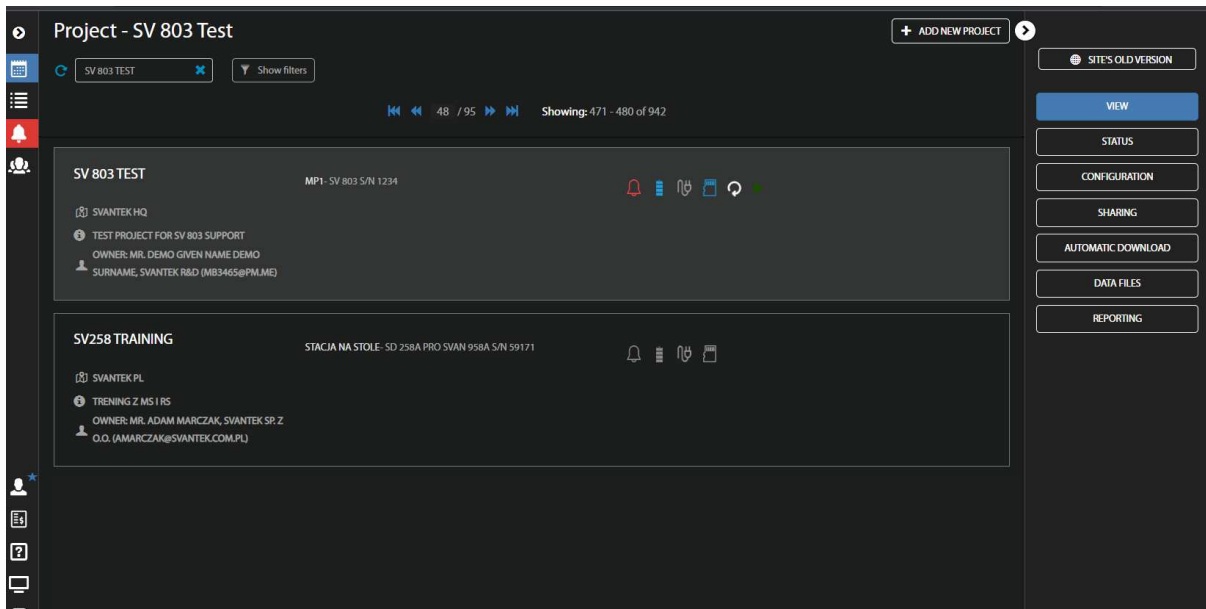 Project - SV 803 Test
+ ADD NEW PROJECT
SITE'S OLD VERSION
SV 803 TEST
Show filters
48 / 95
Showing: 471 - 480 of 942
VIEW
STATUS
CONFIGURATION
SHARING
AUTOMATIC DOWNLOAD
DATA FILES
REPORTING
SV 803 TEST
MP1- SV 803 S/N 1234
SVANTEK HQ
TEST PROJECT FOR SV 803 SUPPORT
OWNER: MR. DEMO GIVEN NAME DEMO
SURNAME, SVANTEK R&D (MB3465@PM.ME)
SV258 TRAINING
STACJA NA STOLE- SD 258A PRO SVAN 958A S/N 59171
SVANTEK PL
TRENING Z MS I RS
OWNER: MR. ADAM MARCZAK, SVANTEK SP. Z
O.O. (AMARCZAK@SVANTEK.COM.PL)